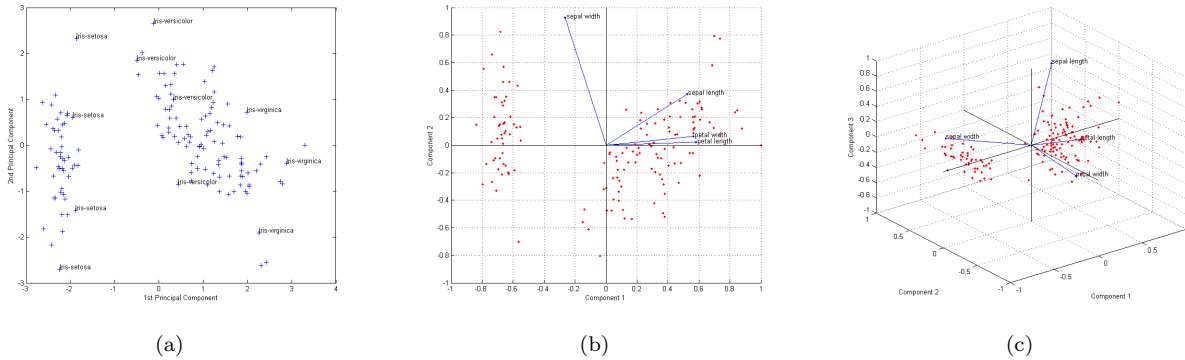 3
2
1
0
-1
-2
-3
-3
-2
-1
0
1
2
3
4
2nd Principal Component
1st Principal Component
Iris-versicolor
Iris-setosa
Iris-versicolor
Iris-versicolor
Iris-virginica
Iris-setosa
Iris-virginica
Iris-versicolor
Iris-setosa
Iris-virginica
Iris-setosa
(a)
1
0.8
0.6
0.4
0.2
0
-0.2
-0.4
-0.6
-0.8
-1
-1
-0.8
-0.6
-0.4
-0.2
0
0.2
0.4
0.6
0.8
1
Component 2
Component 1
sepal width
sepal length
petal width
petal length
(b)
1
0.8
0.6
0.4
0.2
0
-0.2
-0.4
-0.6
-0.8
-1
1
0.5
0
-0.5
-1
-1
-0.5
0
0.5
Component 3
Component 2
Component 1
sepal length
sepal width
petal length
petal width
(c)